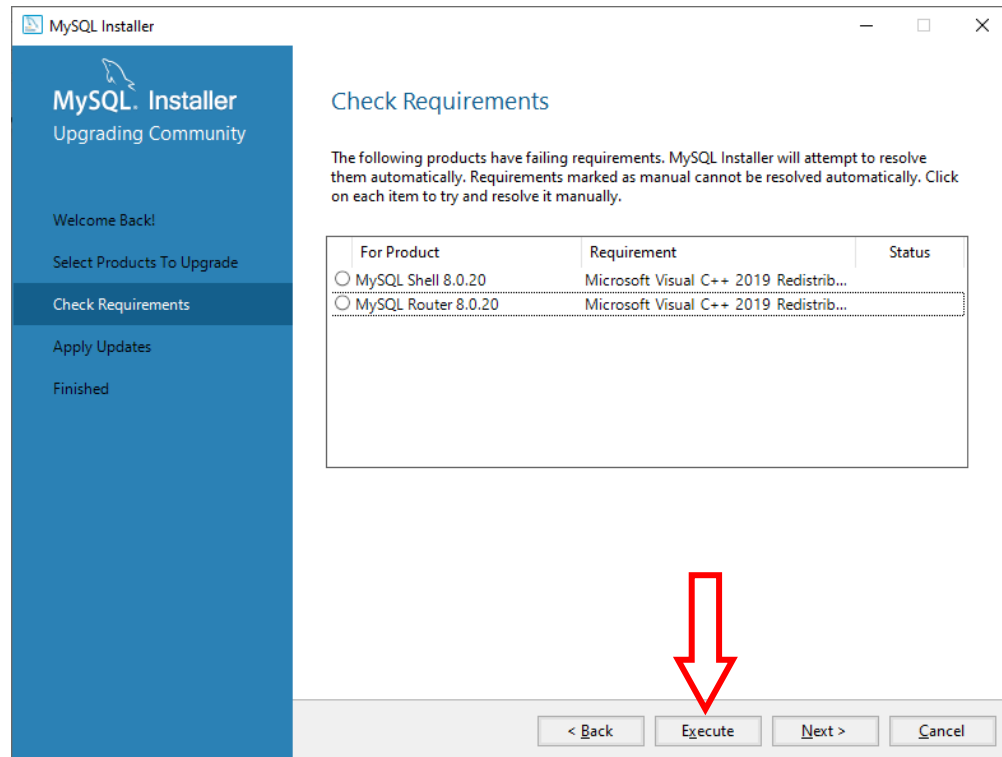 MySQL Installer
MySQL. Installer
Upgrading Community
Welcome Back!
Select Products To Upgrade
Check Requirements
Apply Updates
Finished
Check Requirements
The following products have failing requirements. MySQL Installer will attempt to resolve
them automatically. Requirements marked as manual cannot be resolved automatically. Click
on each item to try and resolve it manually.
For Product Requirement Status
MySQL Shell 8.0.20 Microsoft Visual C++ 2019 Redistrib...
MySQL Router 8.0.20 Microsoft Visual C++ 2019 Redistrib...
< Back Execute Next > Cancel